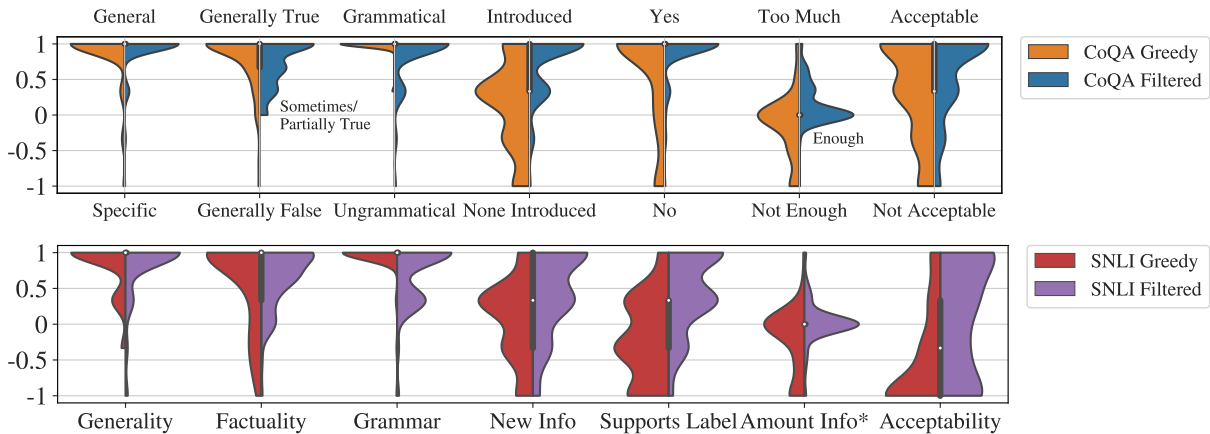 General Generally True Grammatical Introduced Yes Too Much Acceptable
1
0.5
0
-0.5
-1
Sometimes/
Partially True
Enough
CoQA Greedy
CoQA Filtered
Specific Generally False Ungrammatical None Introduced No Not Enough Not Acceptable
1
0.5
0
-0.5
-1
SNLI Greedy
SNLI Filtered
Generality Factuality Grammar New Info Supports Label Amount Info* Acceptability